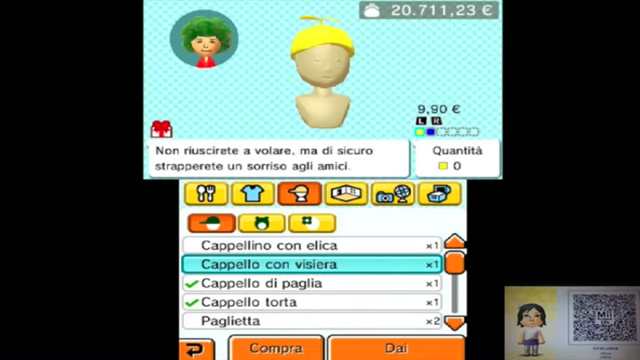 20.711,23 €
9,90 €
L R
Non riuscirete a volare, ma di sicuro
strapperete un sorriso agli amici.
Quantità
0
Cappellino con elica ×1
Cappello con visiera ×1
Cappello di paglia ×1
Cappello torta ×1
Paglietta ×2
Compra
Dai